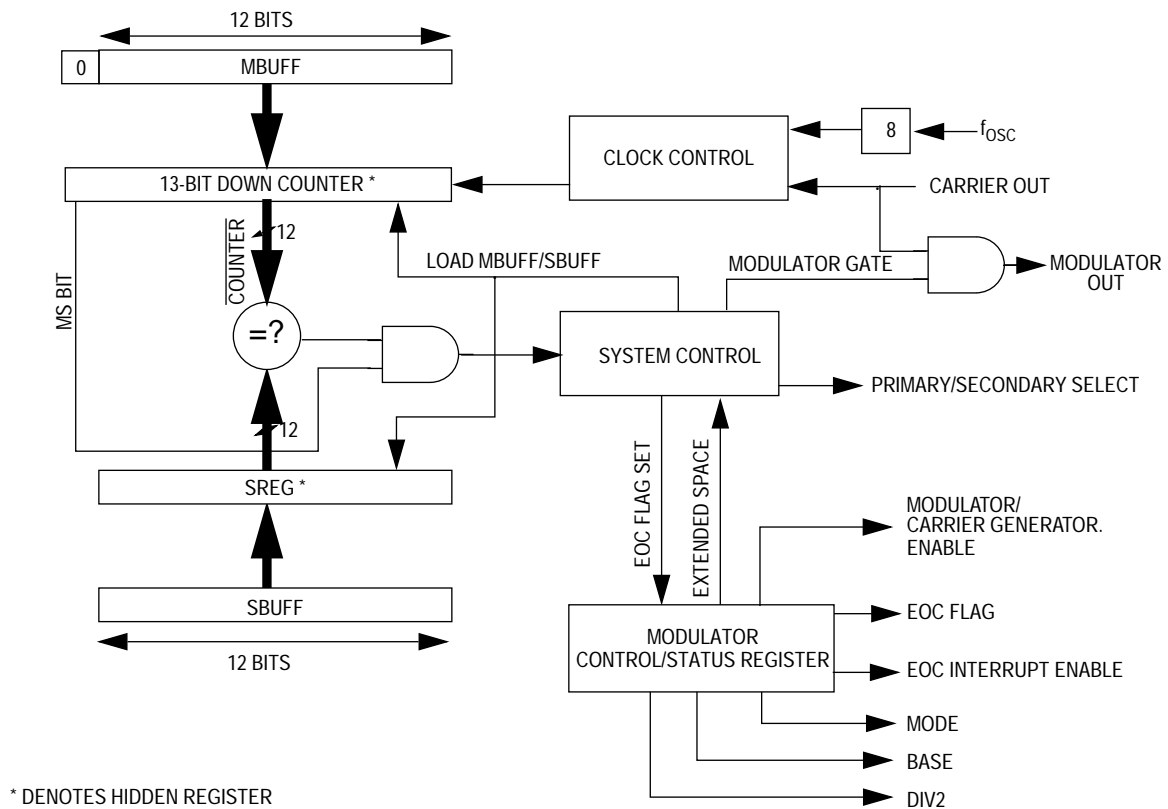 12 BITS
0
MBUFF
8
fOSC
CLOCK CONTROL
13-BIT DOWN COUNTER *
CARRIER OUT
12
COUNTER
LOAD MBUFF/SBUFF
MODULATOR GATE
MODULATOR
OUT
MS BIT
=?
SYSTEM CONTROL
PRIMARY/SECONDARY SELECT
12
SREG *
EOC FLAG SET
EXTENDED SPACE
MODULATOR/
CARRIER GENERATOR.
ENABLE
SBUFF
12 BITS
MODULATOR
CONTROL/STATUS REGISTER
EOC FLAG
EOC INTERRUPT ENABLE
MODE
BASE
DIV2
* DENOTES HIDDEN REGISTER